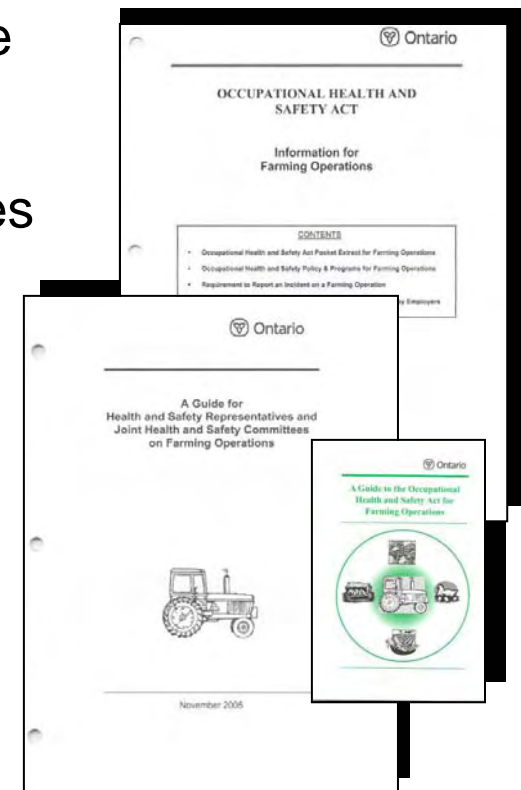 e
es
Ontario
OCCUPATIONAL HEALTH AND
SAFETY ACT
Information for
Farming Operations
CONTENTS
• Occupational Health and Safety Act Pocket Extract for Farming Operations
• Occupational Health and Safety Policy & Programs for Farming Operations
• Requirement to Report an Incident on a Farming Operation
by Employers
Ontario
A Guide for
Health and Safety Representatives and
Joint Health and Safety Committees
on Farming Operations
November 2006
Ontario
A Guide to the Occupational
Health and Safety Act for
Farming Operations